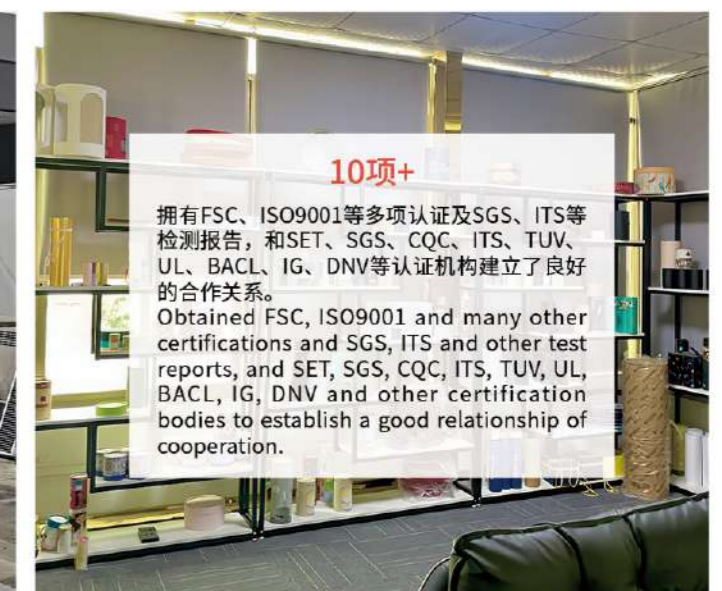 10项+
拥有FSC、ISO9001等多项认证及SGS、ITS等
检测报告，和SET、SGS、CQC、ITS、TUV、
UL、BACL、IG、DNV等认证机构建立了良好
的合作关系。
Obtained FSC, ISO9001 and many other
certifications and SGS, ITS and other test
reports, and SET, SGS, CQC, ITS, TUV, UL,
BACL, IG, DNV and other certification
bodies to establish a good relationship of
cooperation.